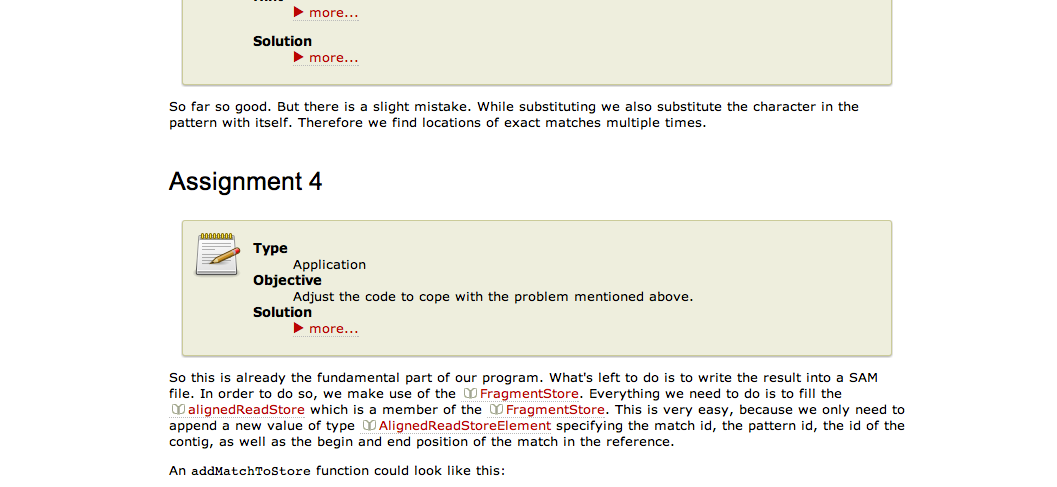 ▶ more...
Solution
▶ more...
So far so good. But there is a slight mistake. While substituting we also substitute the character in the
pattern with itself. Therefore we find locations of exact matches multiple times.
Assignment 4
Type
Application
Objective
Adjust the code to cope with the problem mentioned above.
Solution
▶ more...
So this is already the fundamental part of our program. What's left to do is to write the result into a SAM
file. In order to do so, we make use of the FragmentStore. Everything we need to do is to fill the
alignedReadStore which is a member of the FragmentStore. This is very easy, because we only need to
append a new value of type AlignedReadStoreElement specifying the match id, the pattern id, the id of the
contig, as well as the begin and end position of the match in the reference.
An addMatchToStore function could look like this: